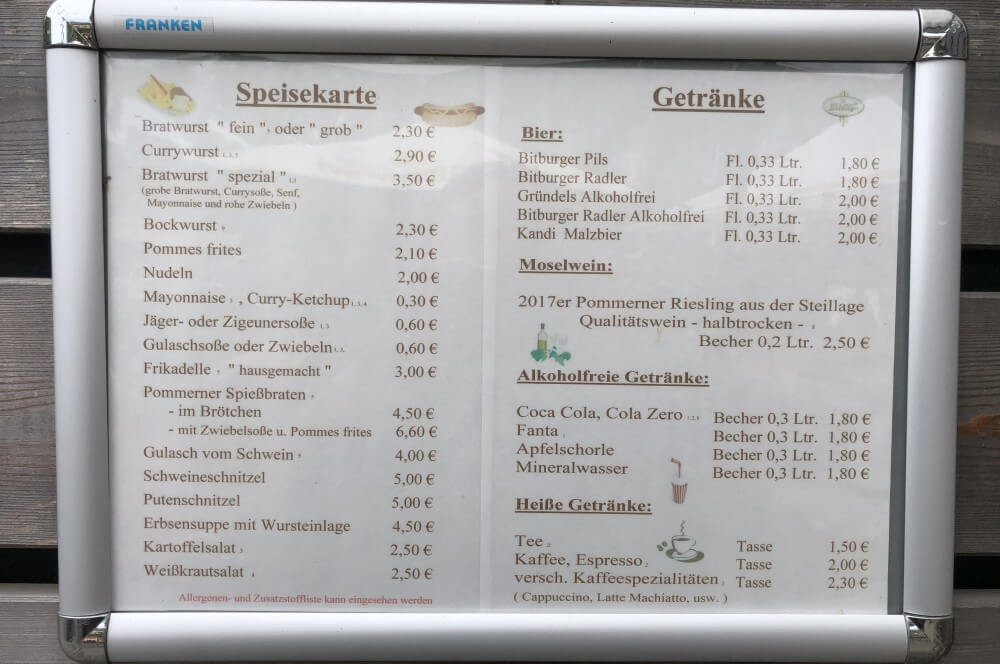 FRANKEN
Speisekarte
Bratwurst " fein ", oder " grob " 2,30 €
Currywurst 2,90 €
Bratwurst " spezial " 3,50 €
(grobe Bratwurst, Currysoße, Senf,
Mayonnaise und rohe Zwiebeln )
Bockwurst 2,30 €
Pommes frites 2,10 €
Nudeln 2,00 €
Mayonnaise , Curry-Ketchup 0,30 €
Jäger- oder Zigeunersoße 0,60 €
Gulaschsoße oder Zwiebeln 0,60 €
Frikadelle " hausgemacht " 3,00 €
Pommerner Spießbraten
- im Brötchen 4,50 €
- mit Zwiebelsoße u. Pommes frites 6,60 €
Gulasch vom Schwein 4,00 €
Schweineschnitzel 5,00 €
Putenschnitzel 5,00 €
Erbsensuppe mit Wursteinlage 4,50 €
Kartoffelsalat 2,50 €
Weißkrautsalat 2,50 €
Allergenen- und Zusatzstoffliste kann eingesehen werden
Getränke
Bier:
Bitburger Pils Fl. 0,33 Ltr. 1,80 €
Bitburger Radler Fl. 0,33 Ltr. 1,80 €
Gründels Alkoholfrei Fl. 0,33 Ltr. 2,00 €
Bitburger Radler Alkoholfrei Fl. 0,33 Ltr. 2,00 €
Kandi Malzbier Fl. 0,33 Ltr. 2,00 €
Moselwein:
2017er Pommerner Riesling aus der Steillage
Qualitätswein - halbtrocken -
Becher 0,2 Ltr. 2,50 €
Alkoholfreie Getränke:
Coca Cola, Cola Zero Becher 0,3 Ltr. 1,80 €
Fanta Becher 0,3 Ltr. 1,80 €
Apfelschorle Becher 0,3 Ltr. 1,80 €
Mineralwasser Becher 0,3 Ltr. 1,80 €
Heiße Getränke:
Tee Tasse 1,50 €
Kaffee, Espresso Tasse 2,00 €
versch. Kaffeespezialitäten Tasse 2,30 €
( Cappuccino, Latte Machiatto, usw. )